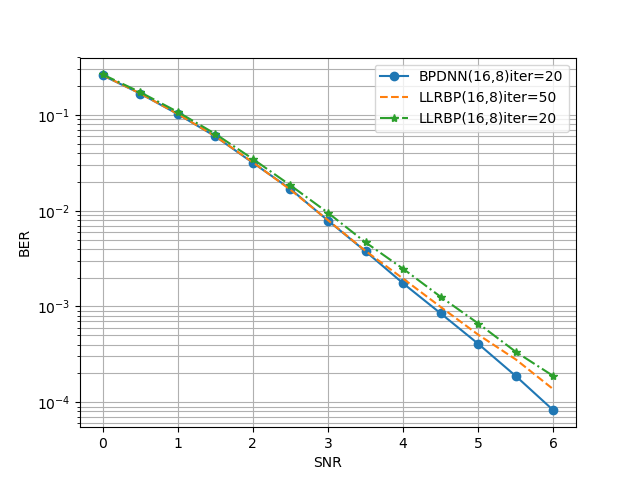 BPDNN(16,8)iter=20
LLRBP(16,8)iter=50
LLRBP(16,8)iter=20
10⁻¹
10⁻²
10⁻³
10⁻⁴
BER
0 1 2 3 4 5 6
SNR